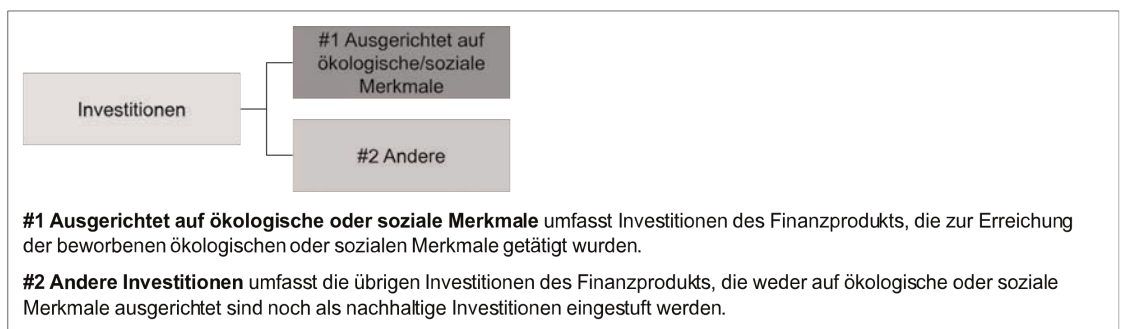 #1 Ausgerichtet auf
ökologische/soziale
Merkmale
Investitionen
#2 Andere
#1 Ausgerichtet auf ökologische oder soziale Merkmale umfasst Investitionen des Finanzprodukts, die zur Erreichung
der beworbenen ökologischen oder sozialen Merkmale getätigt wurden.
#2 Andere Investitionen umfasst die übrigen Investitionen des Finanzprodukts, die weder auf ökologische oder soziale
Merkmale ausgerichtet sind noch als nachhaltige Investitionen eingestuft werden.